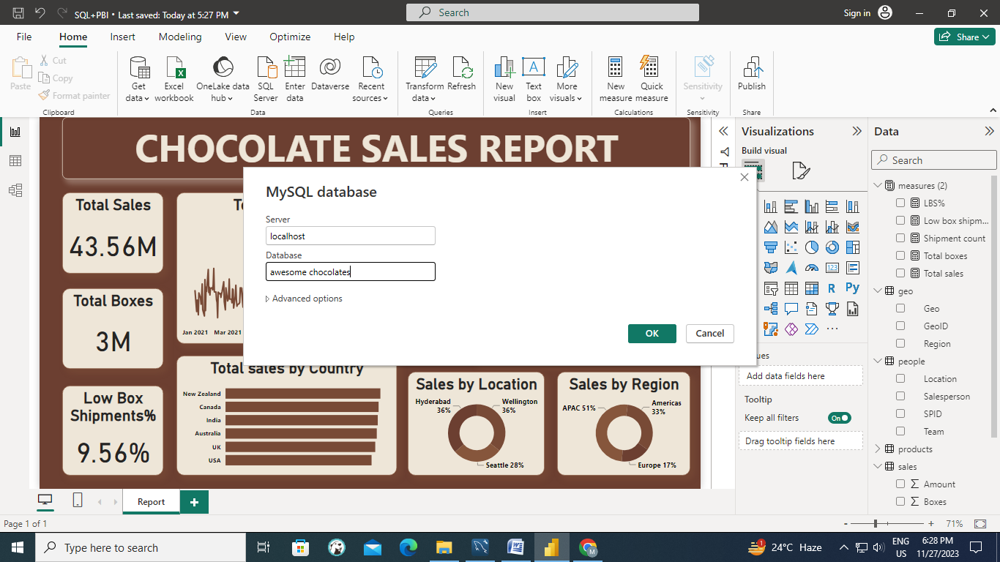 SQL+PBI • Last saved: Today at 5:27 PM
Search
Sign in
File
Home
Insert
Modeling
View
Optimize
Help
Share
Paste
Cut
Copy
Format painter
Clipboard
Get data
Excel workbook
OneLake data hub
SQL Server
Enter data
Dataverse
Recent sources
Data
Transform data
Refresh
Queries
New visual
Text box
More visuals
Insert
New measure
Quick measure
Calculations
Sensitivity
Sensitivity
Publish
Share
CHOCOLATE SALES REPORT
Total Sales
43.56M
Total Boxes
3M
Low Box
Shipments%
9.56%
Jan 2021
Mar 2021
MySQL database
Server
localhost
Database
awesome chocolates
Advanced options
OK
Cancel
Total sales by Country
New Zealand
Canada
India
Australia
UK
USA
Sales by Location
Hyderabad
36%
Wellington
36%
Seattle 28%
Sales by Region
APAC 51%
Americas
33%
Europe 17%
Visualizations
Build visual
123
R
Py
Add data fields here
Tooltip
Keep all filters
On
Drag tooltip fields here
Data
Search
measures (2)
LBS%
Low box shipm...
Shipment count
Total boxes
Total sales
geo
Geo
GeoID
Region
people
Location
Salesperson
SPID
Team
products
sales
Σ Amount
Σ Boxes
Report
+
Page 1 of 1
- + 71%
Type here to search
W
M
1
24°C Haze
ENG
US
6:28 PM
11/27/2023